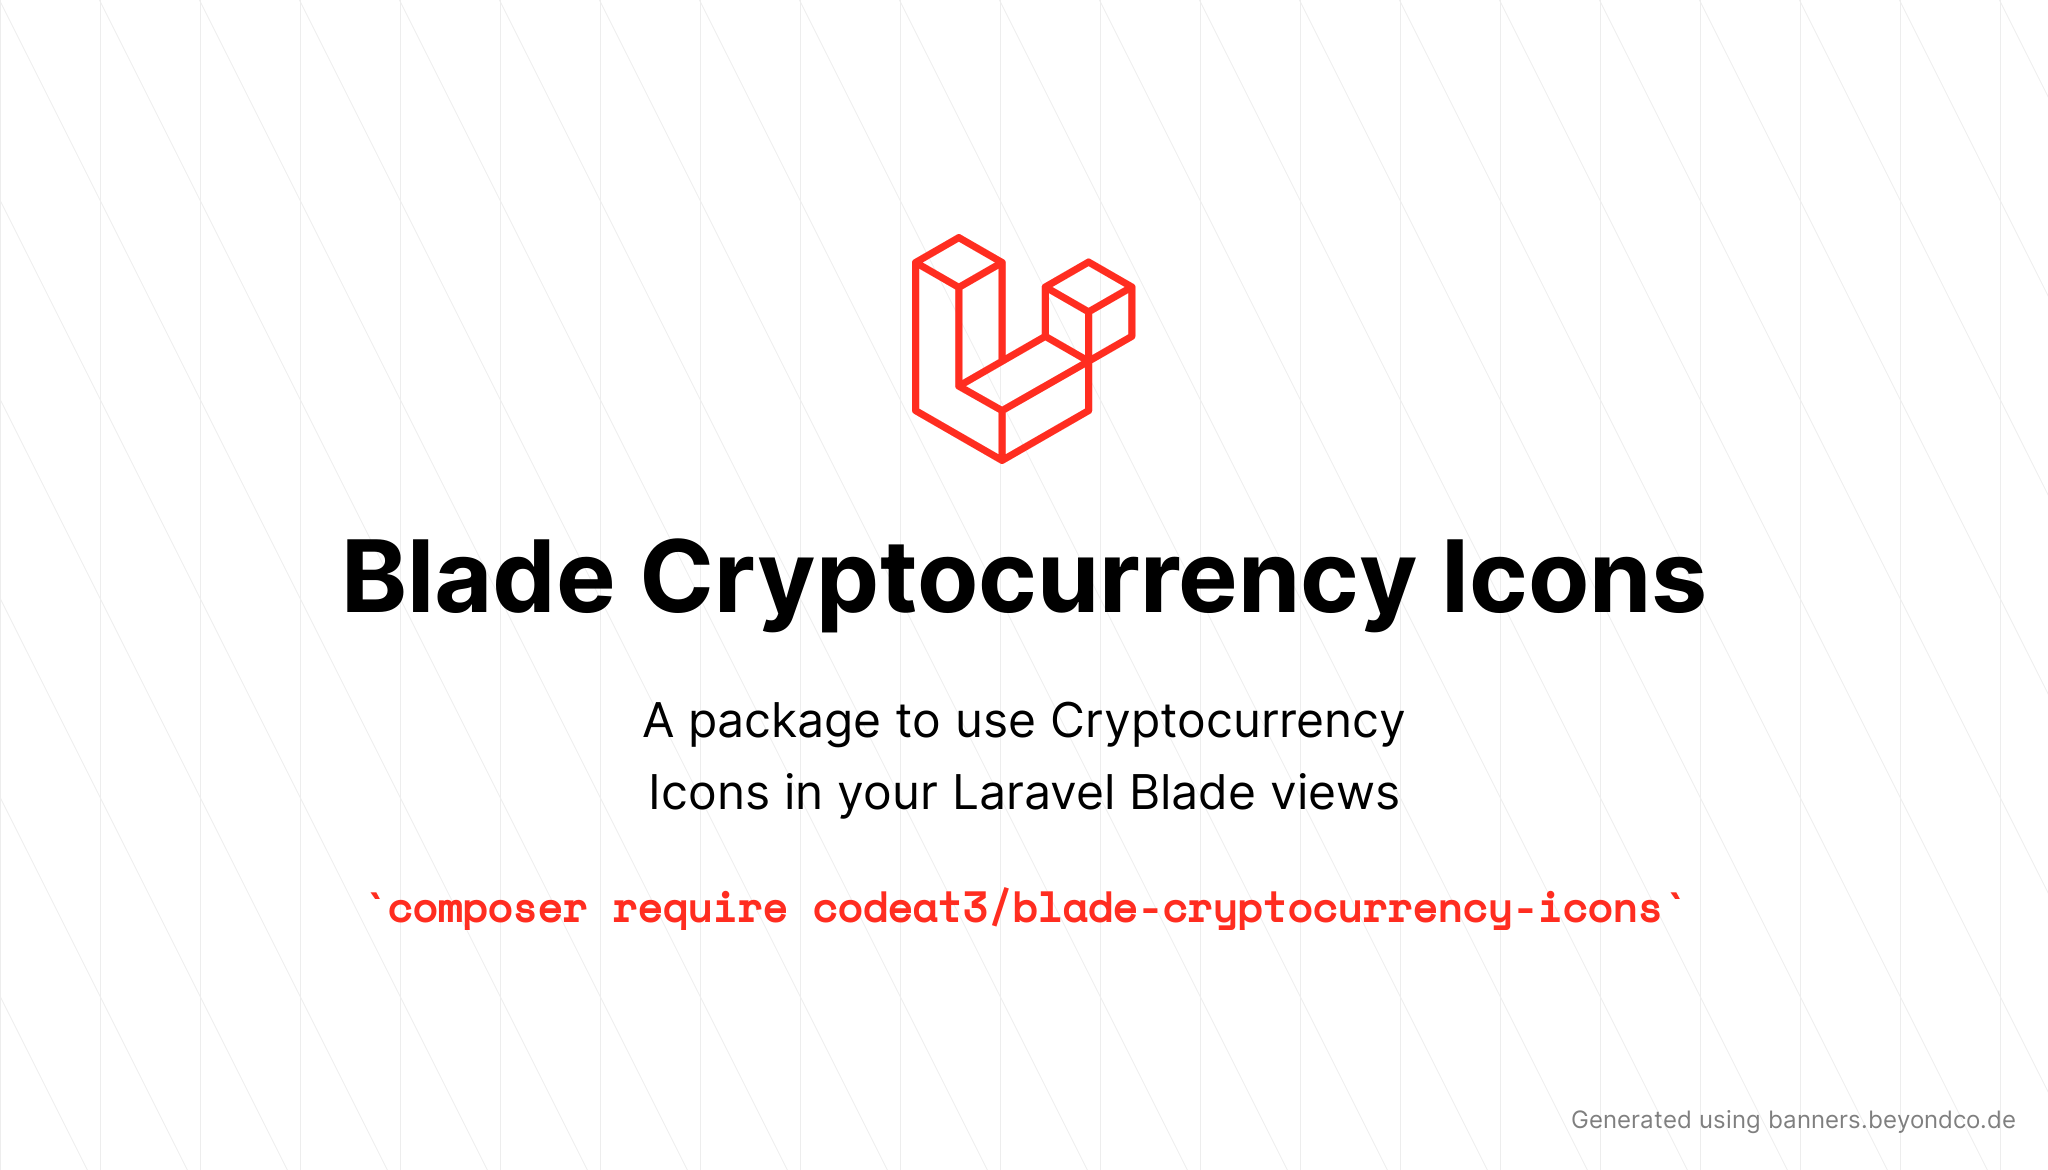 Blade Cryptocurrency Icons
A package to use Cryptocurrency
Icons in your Laravel Blade views
`composer require codeat3/blade-cryptocurrency-icons`
Generated using banners.beyondco.de